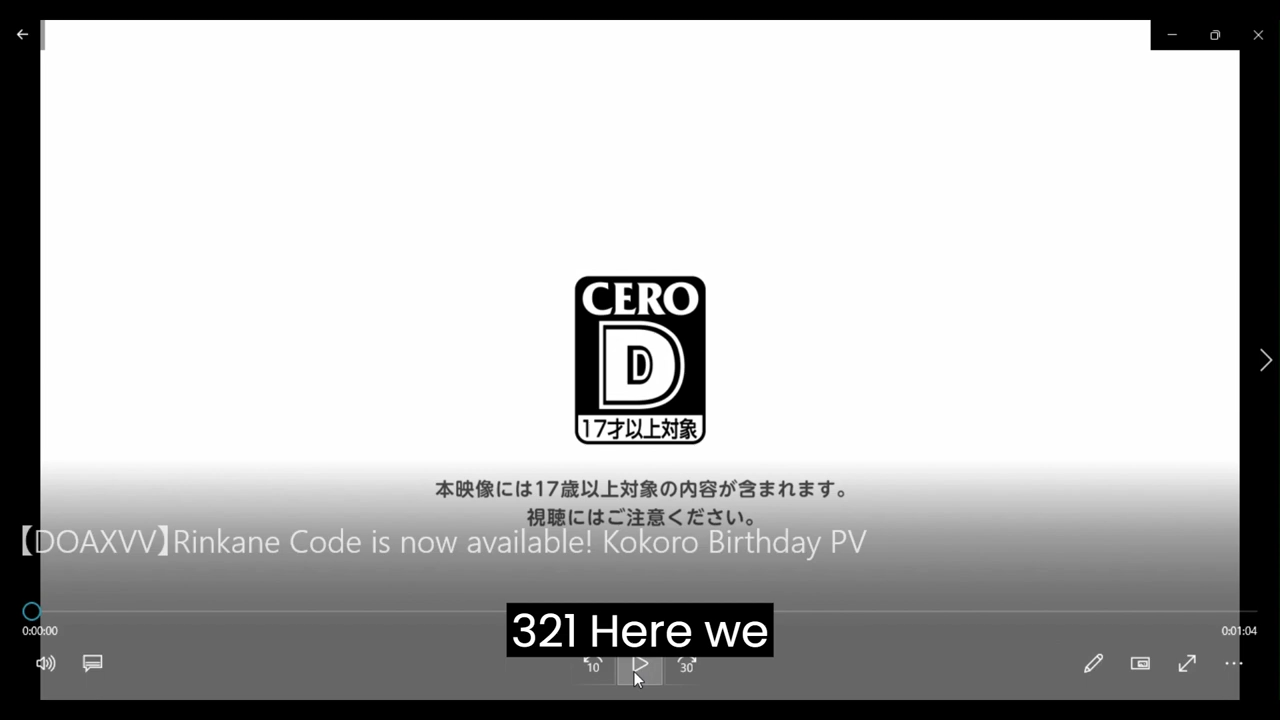 CERO
D
17才以上対象
本映像には17歳以上対象の内容が含まれます。
視聴にはご注意ください。
【DOAXVV】Rinkane Code is now available! Kokoro Birthday PV
321 Here we
0:00:00
0:01:04
10
30